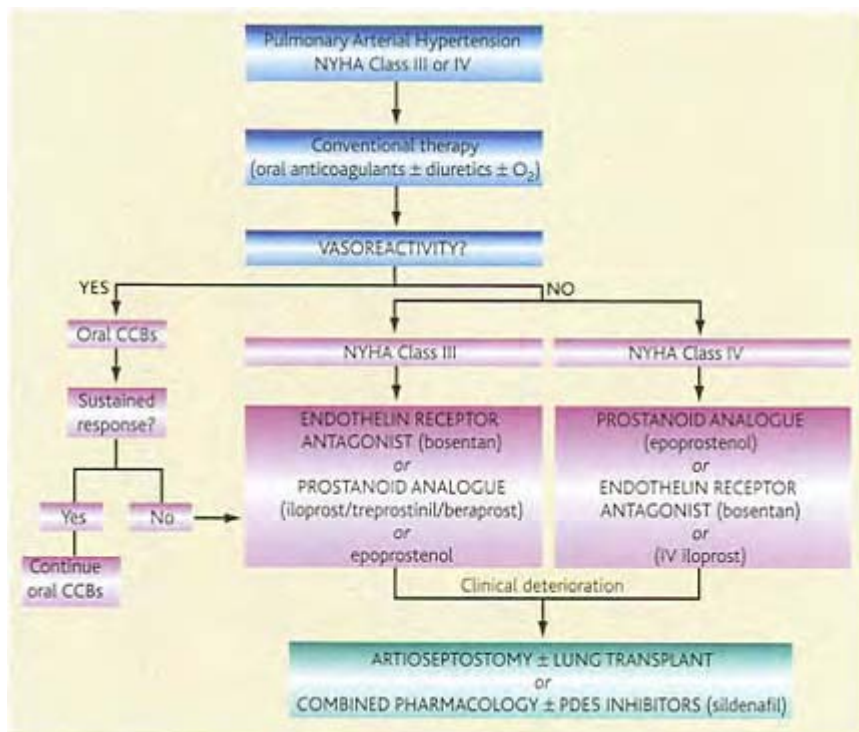 Pulmonary Arterial Hypertension
NYHA Class III or IV
Conventional therapy
(oral anticoagulants ± diuretics ± O₂)
VASOREACTIVITY?
YES
NO
Oral CCBs
NYHA Class III
NYHA Class IV
Sustained
response?
Yes
No
Continue
oral CCBs
ENDOTHELIN RECEPTOR
ANTAGONIST (bosentan)
or
PROSTANOID ANALOGUE
(iloprost/treprostinil/beraprost)
or
epoprostenol
PROSTANOID ANALOGUE
(epoprostenol)
or
ENDOTHELIN RECEPTOR
ANTAGONIST (bosentan)
or
(IV iloprost)
Clinical deterioration
ARTIOSEPTOSTOMY ± LUNG TRANSPLANT
or
COMBINED PHARMACOLOGY ± PDES INHIBITORS (sildenafil)